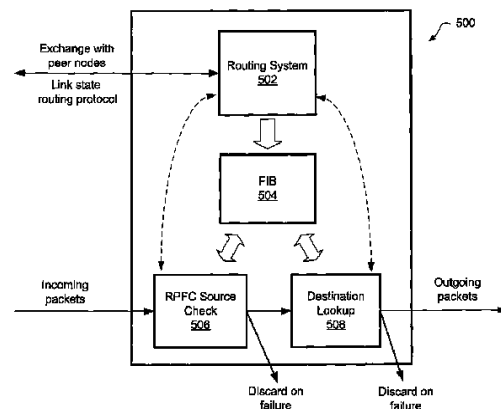 500
Exchange with
peer nodes
Link state
routing protocol
Routing System
502
FIB
504
Incoming
packets
RPFC Source
Check
506
Destination
Lookup
508
Outgoing
packets
Discard on
failure
Discard on
failure